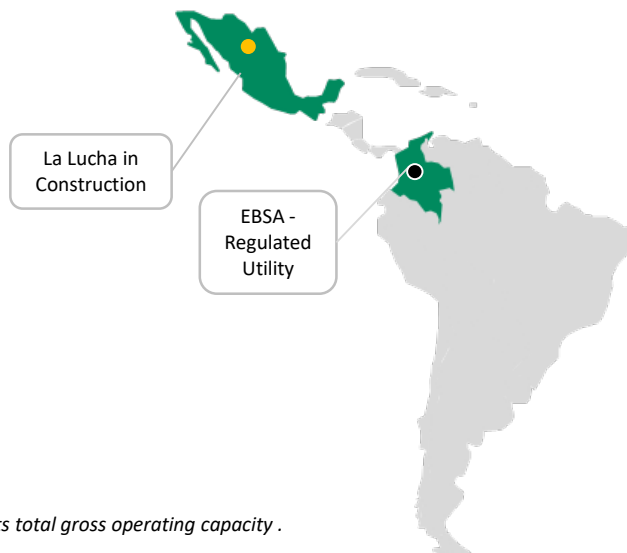 La Lucha in
Construction
EBSA -
Regulated
Utility
total gross operating capacity .